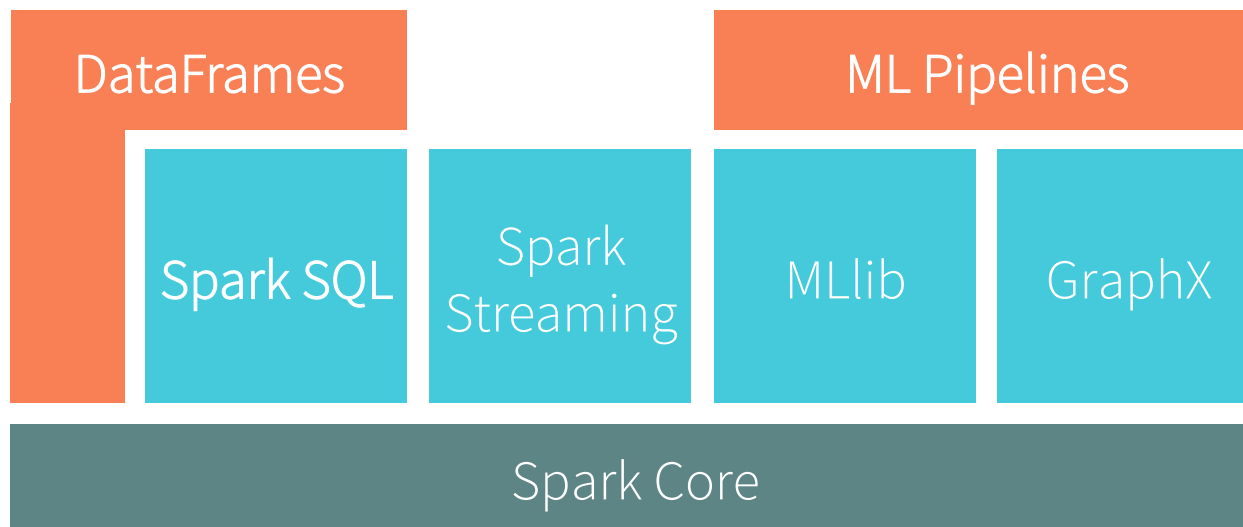 DataFrames
ML Pipelines
Spark SQL
Spark
Streaming
MLlib
GraphX
Spark Core